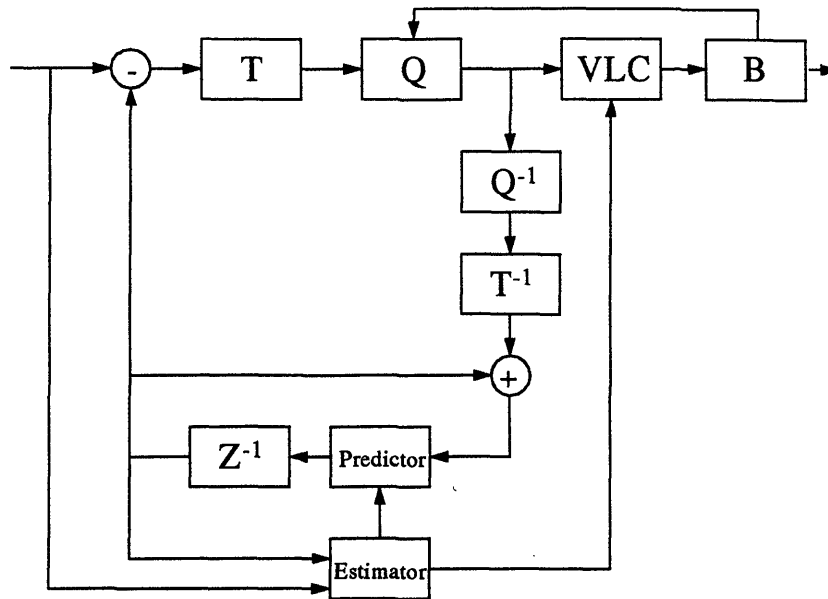 -
T
Q
VLC
B
Q⁻¹
T⁻¹
+
Z⁻¹
Predictor
Estimator